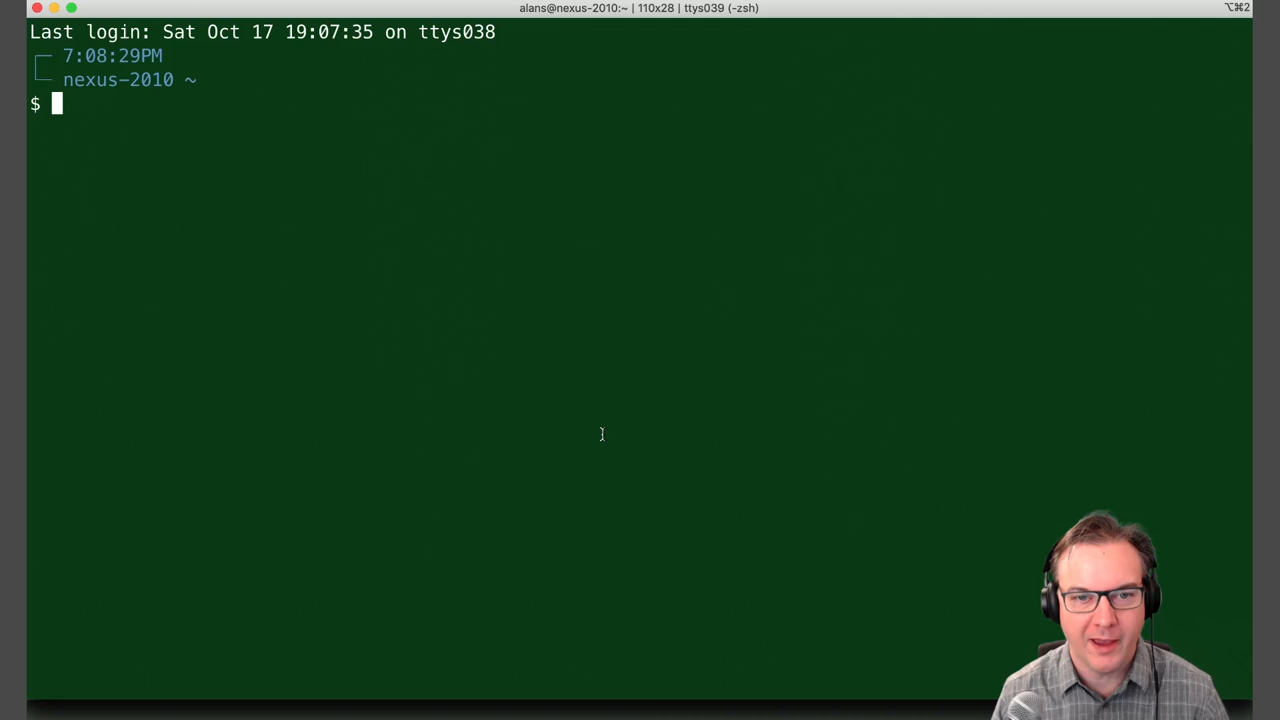 alans@nexus-2010:~ | 110x28 | ttys039 (-zsh)
⌥⌘2
Last login: Sat Oct 17 19:07:35 on ttys038
7:08:29PM
nexus-2010 ~
$